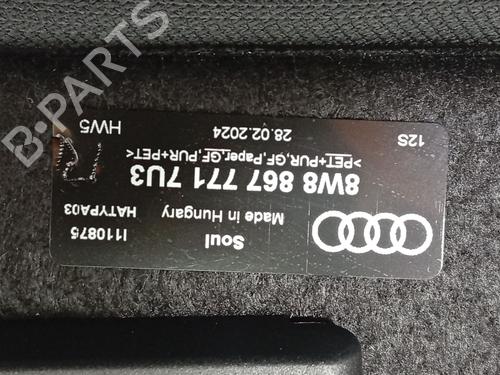 I110875
HATYPA03
Soul
Made in Hungary
8W8 867 771 7U3
>PET+PUR,GF,Paper,GF,PUR+PET<
HW5
28.02.2024
12S
B-PARTS